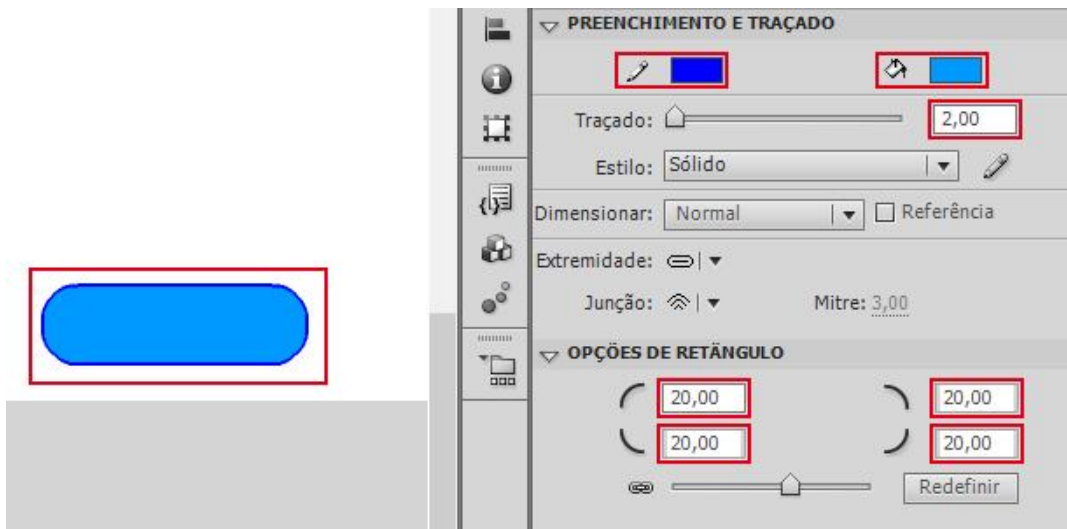 PREENCHIMENTO E TRAÇADO
Traçado: 2,00
Estilo: Sólido
Dimensionar: Normal Referência
Extremidade:
Junção: Mitre: 3,00
OPÇÕES DE RETÂNGULO
20,00 20,00
20,00 20,00
Redefinir